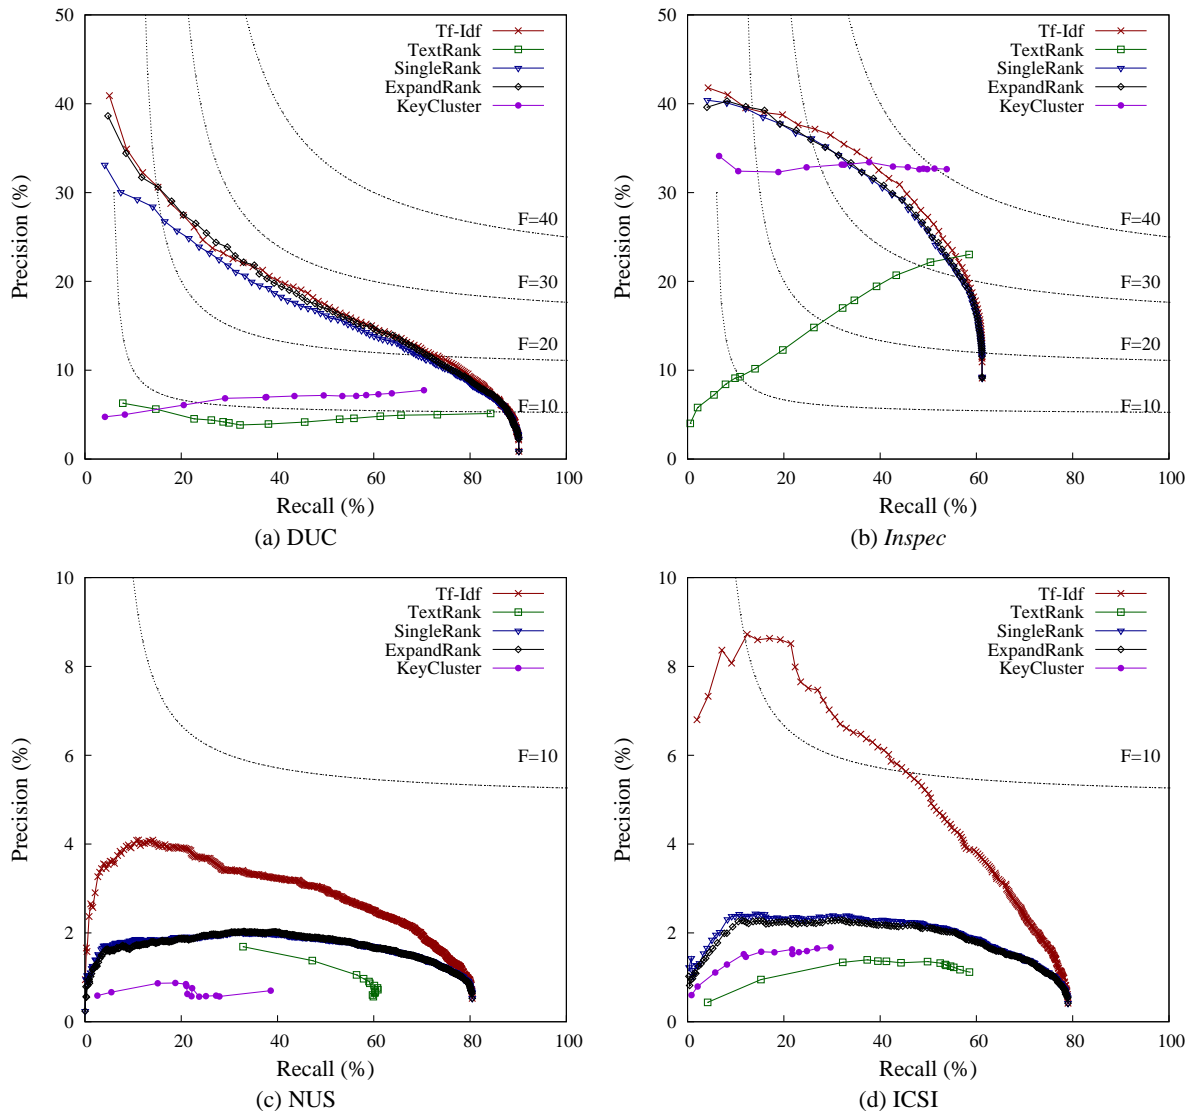 50
40
30
20
10
0
Precision (%)
Tf-Idf
TextRank
SingleRank
ExpandRank
KeyCluster
F=40
F=30
F=20
F=10
0 20 40 60 80 100
Recall (%)
(a) DUC
50
40
30
20
10
0
Precision (%)
Tf-Idf
TextRank
SingleRank
ExpandRank
KeyCluster
F=40
F=30
F=20
F=10
0 20 40 60 80 100
Recall (%)
(b) Inspec
10
8
6
4
2
0
Precision (%)
Tf-Idf
TextRank
SingleRank
ExpandRank
KeyCluster
F=10
0 20 40 60 80 100
Recall (%)
(c) NUS
10
8
6
4
2
0
Precision (%)
Tf-Idf
TextRank
SingleRank
ExpandRank
KeyCluster
F=10
0 20 40 60 80 100
Recall (%)
(d) ICSI